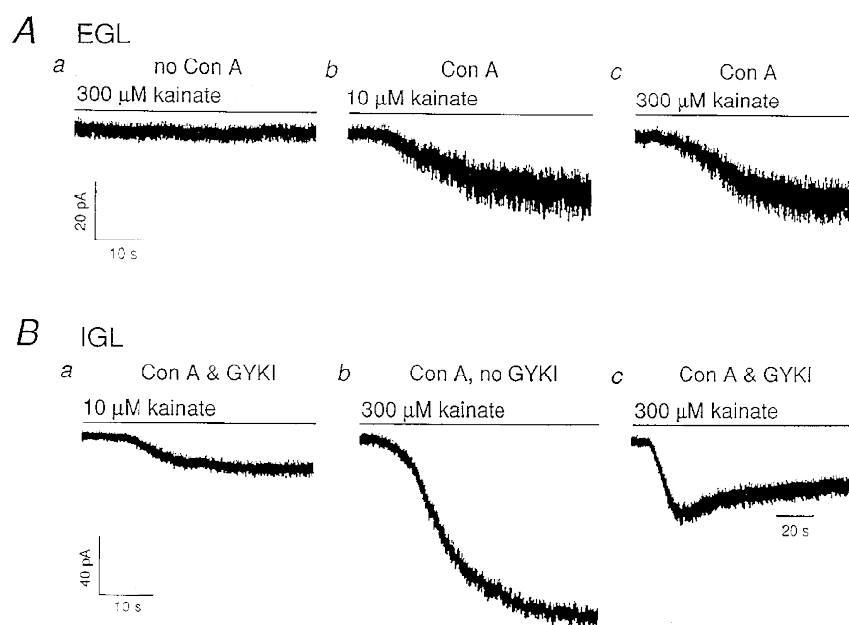 A EGL
a no Con A
300 µM kainate
b Con A
10 µM kainate
c Con A
300 µM kainate
20 pA
10 s
B IGL
a Con A & GYKI
10 µM kainate
b Con A, no GYKI
300 µM kainate
c Con A & GYKI
300 µM kainate
20 s
40 pA
10 s